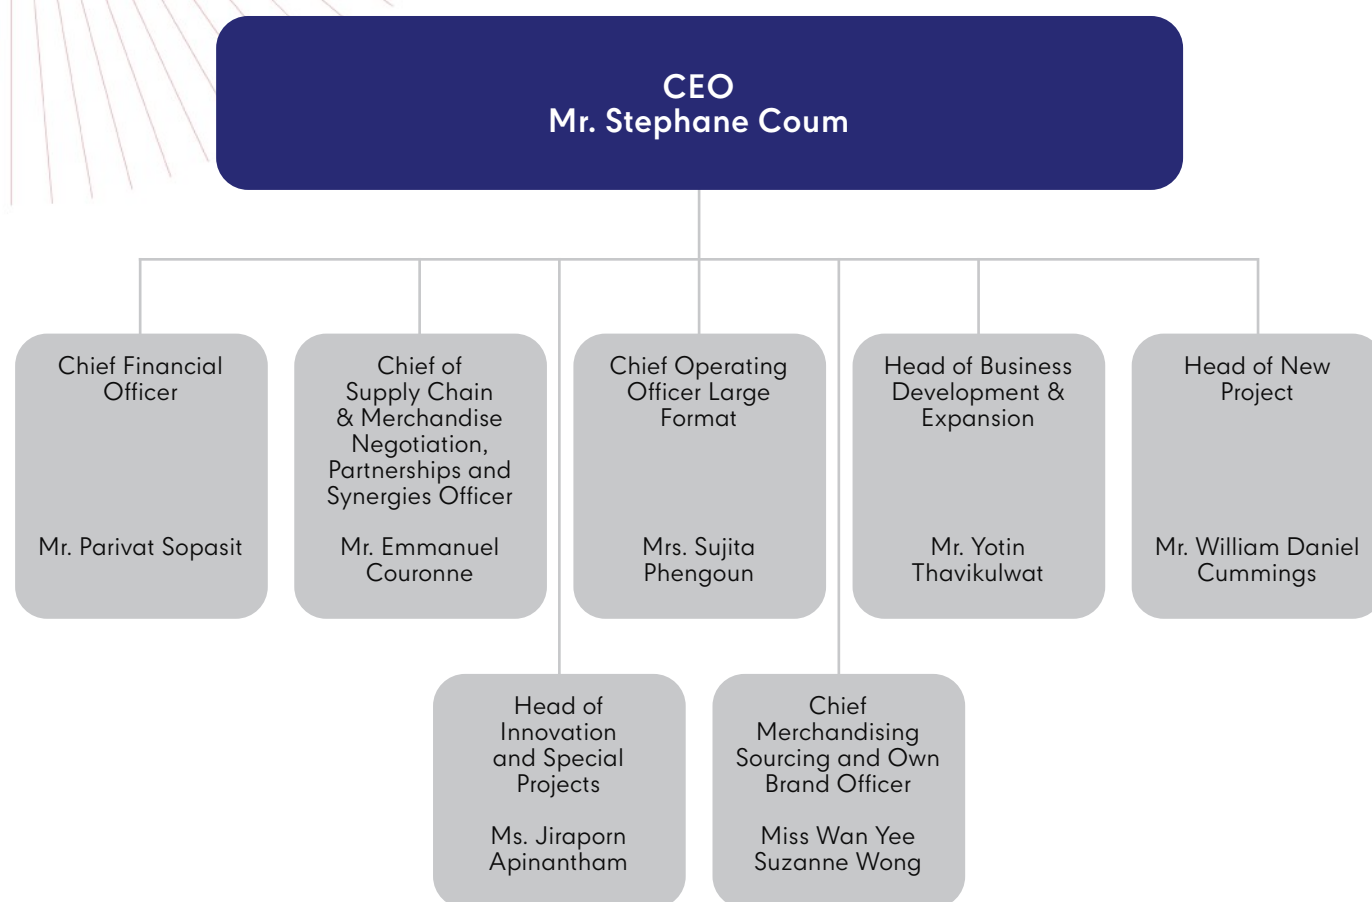 CEO
Mr. Stephane Coum
Chief Financial
Officer
Mr. Parivat Sopasit
Chief of
Supply Chain
& Merchandise
Negotiation,
Partnerships and
Synergies Officer
Mr. Emmanuel
Couronne
Chief Operating
Officer Large
Format
Mrs. Sujita
Phengoun
Head of Business
Development &
Expansion
Mr. Yotin
Thavikulwat
Head of New
Project
Mr. William Daniel
Cummings
Head of
Innovation
and Special
Projects
Ms. Jiraporn
Apinantham
Chief
Merchandising
Sourcing and Own
Brand Officer
Miss Wan Yee
Suzanne Wong